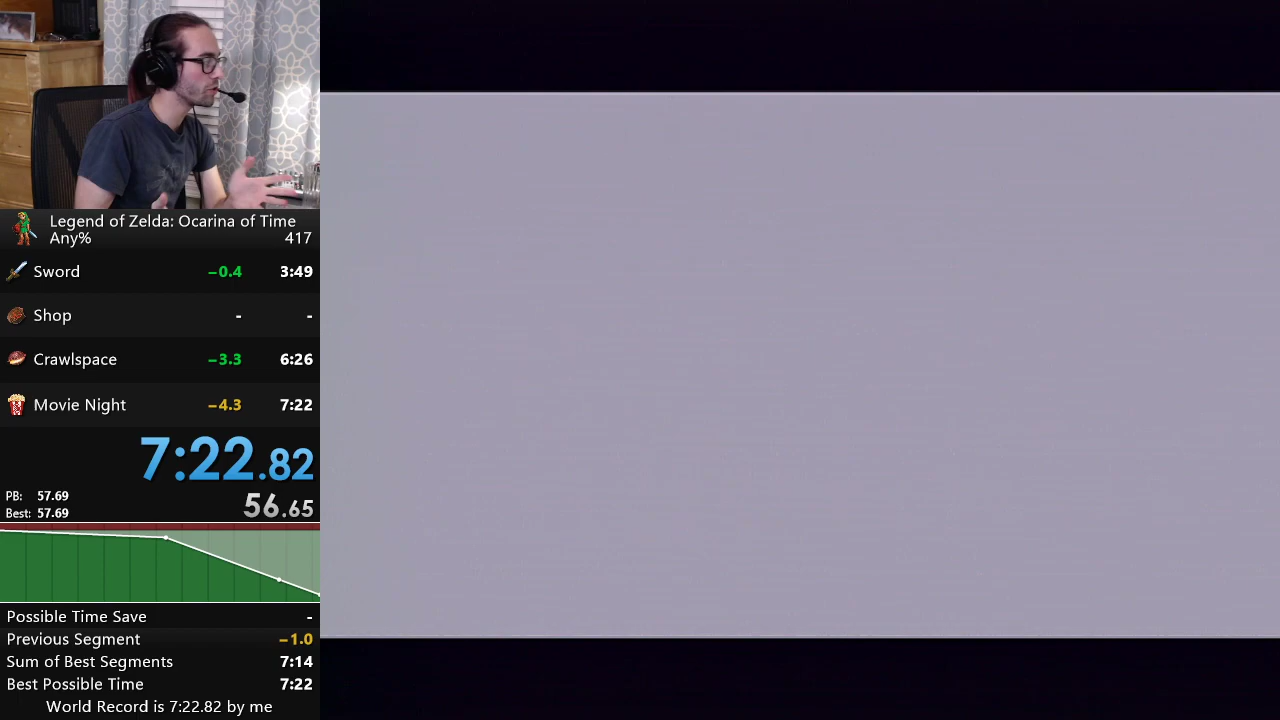 Legend of Zelda: Ocarina of Time
Any% 417
Sword −0.4 3:49
Shop - -
Crawlspace −3.3 6:26
Movie Night −4.3 7:22
7:22.82
PB: 57.69
Best: 57.69
56.65
Possible Time Save -
Previous Segment −1.0
Sum of Best Segments 7:14
Best Possible Time 7:22
World Record is 7:22.82 by me